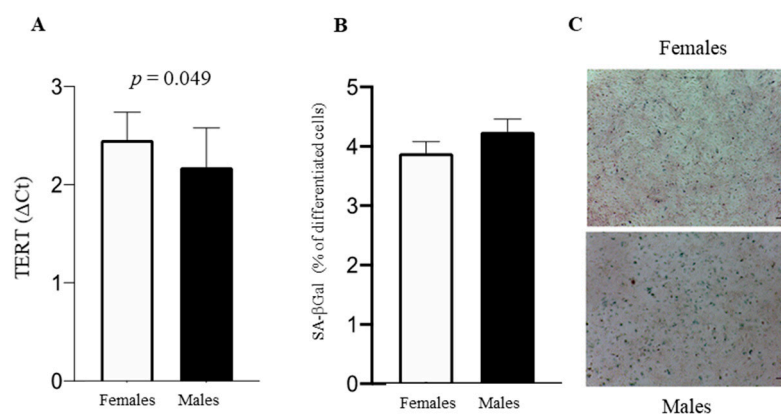 A
p = 0.049
TERT (ΔCt)
3
2
1
0
Females Males
B
SA-βGal (% of differentiated cells)
5
4
3
2
1
0
Females Males
C
Females
Males